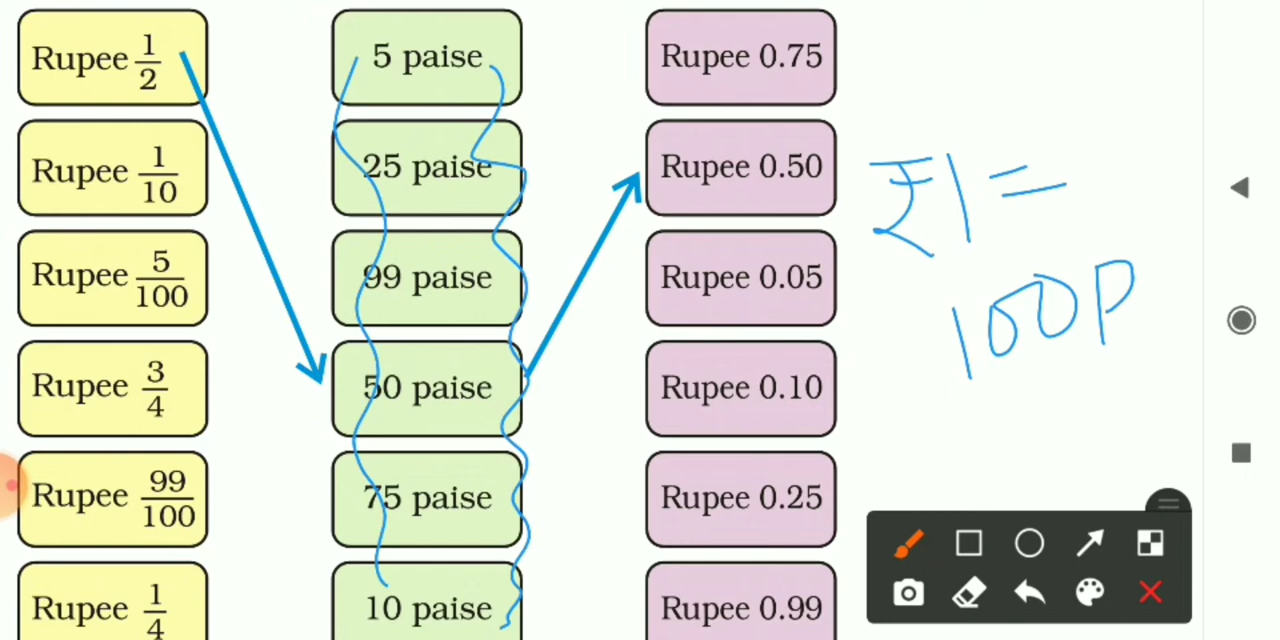 Rupee 1/2
5 paise
Rupee 0.75
Rupee 1/10
25 paise
Rupee 0.50
₹1 =
100P
Rupee 5/100
99 paise
Rupee 0.05
Rupee 3/4
50 paise
Rupee 0.10
Rupee 99/100
75 paise
Rupee 0.25
Rupee 1/4
10 paise
Rupee 0.99